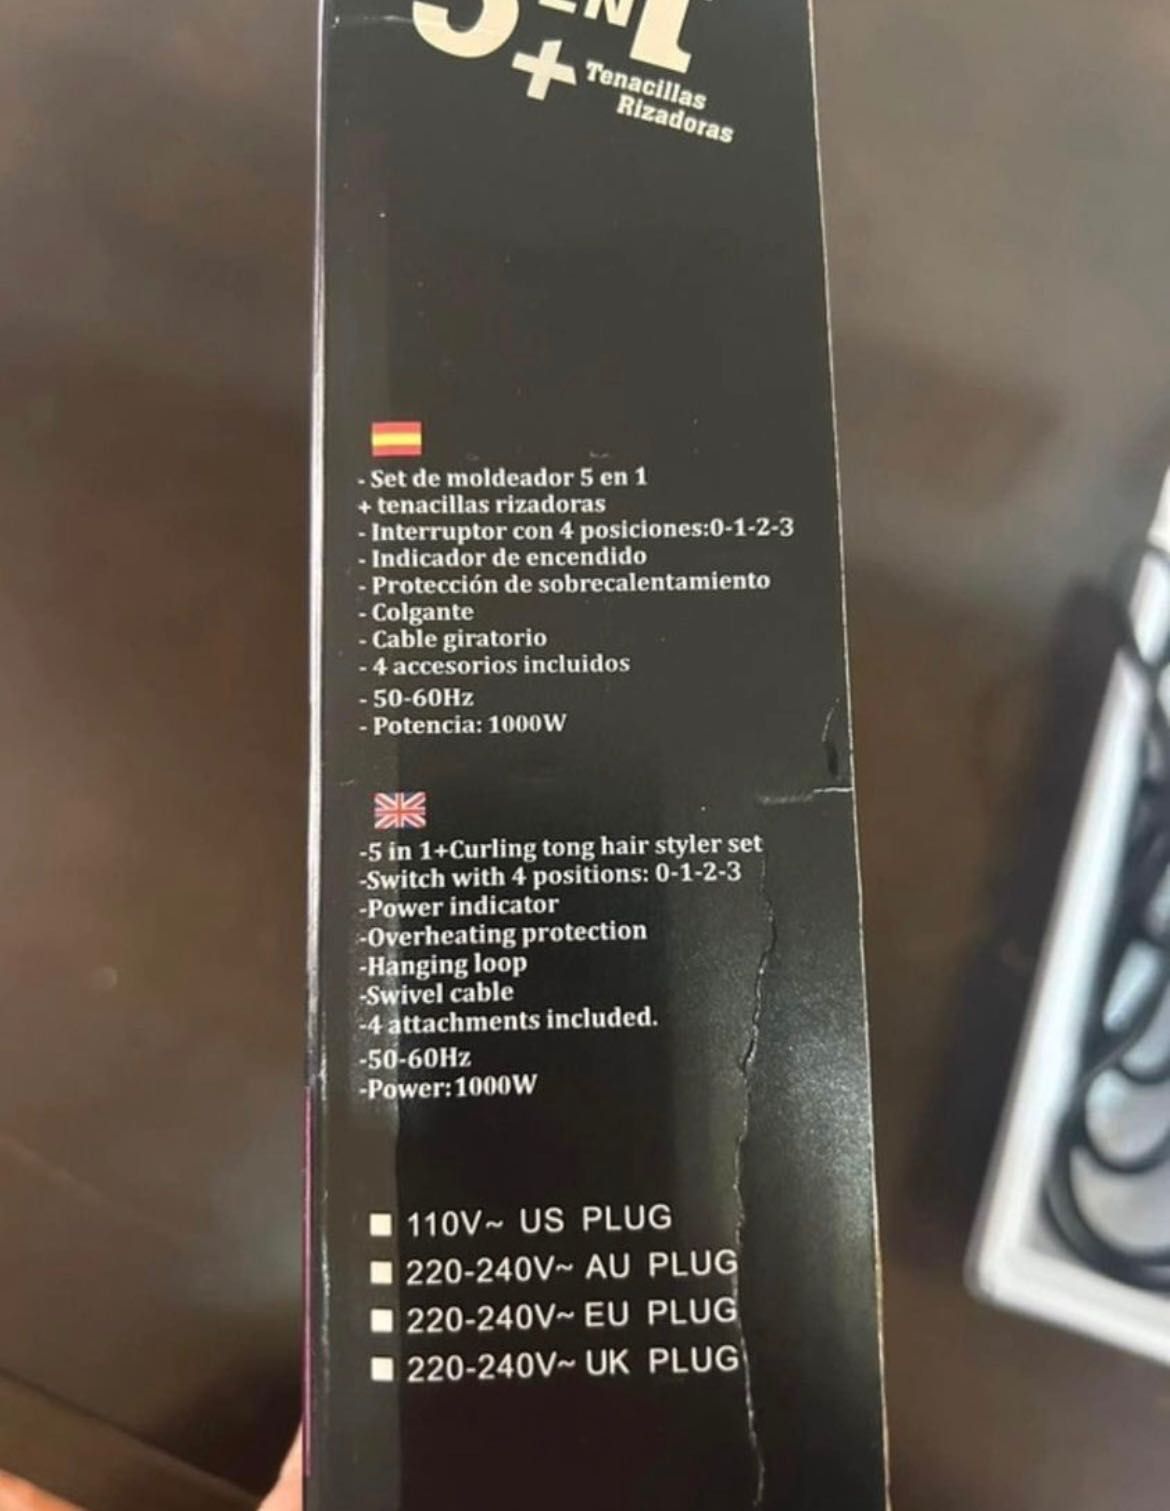 5 EN 1
+ Tenacillas
Rizadoras
- Set de moldeador 5 en 1
+ tenacillas rizadoras
- Interruptor con 4 posiciones:0-1-2-3
- Indicador de encendido
- Protección de sobrecalentamiento
- Colgante
- Cable giratorio
- 4 accesorios incluidos
- 50-60Hz
- Potencia: 1000W
-5 in 1+Curling tong hair styler set
-Switch with 4 positions: 0-1-2-3
-Power indicator
-Overheating protection
-Hanging loop
-Swivel cable
-4 attachments included.
-50-60Hz
-Power:1000W
110V~ US PLUG
220-240V~ AU PLUG
220-240V~ EU PLUG
220-240V~ UK PLUG